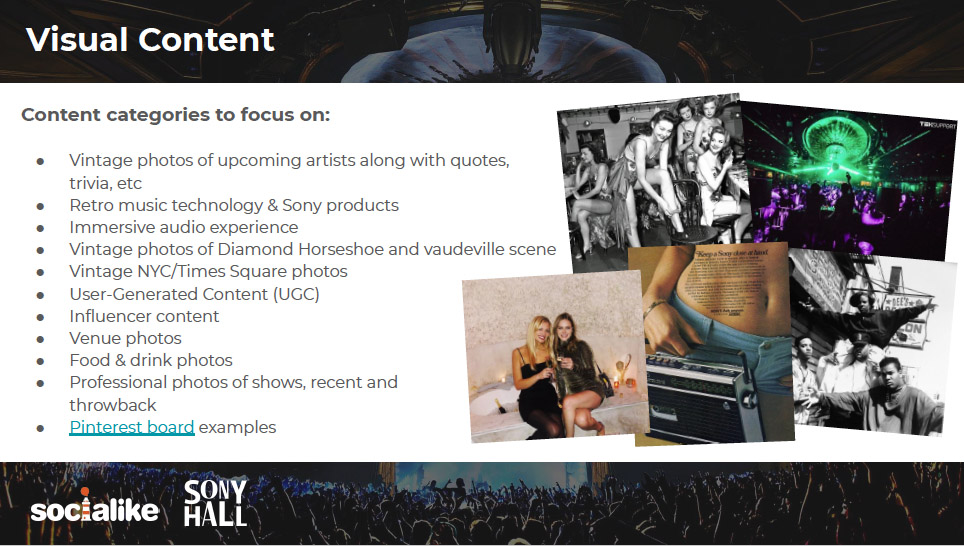 Visual Content
Content categories to focus on:
● Vintage photos of upcoming artists along with quotes,
trivia, etc
● Retro music technology & Sony products
● Immersive audio experience
● Vintage photos of Diamond Horseshoe and vaudeville scene
● Vintage NYC/Times Square photos
● User-Generated Content (UGC)
● Influencer content
● Venue photos
● Food & drink photos
● Professional photos of shows, recent and
throwback
● Pinterest board examples
"Keep a Sony close at hand.
DEE'S
socialike
SONY
HALL